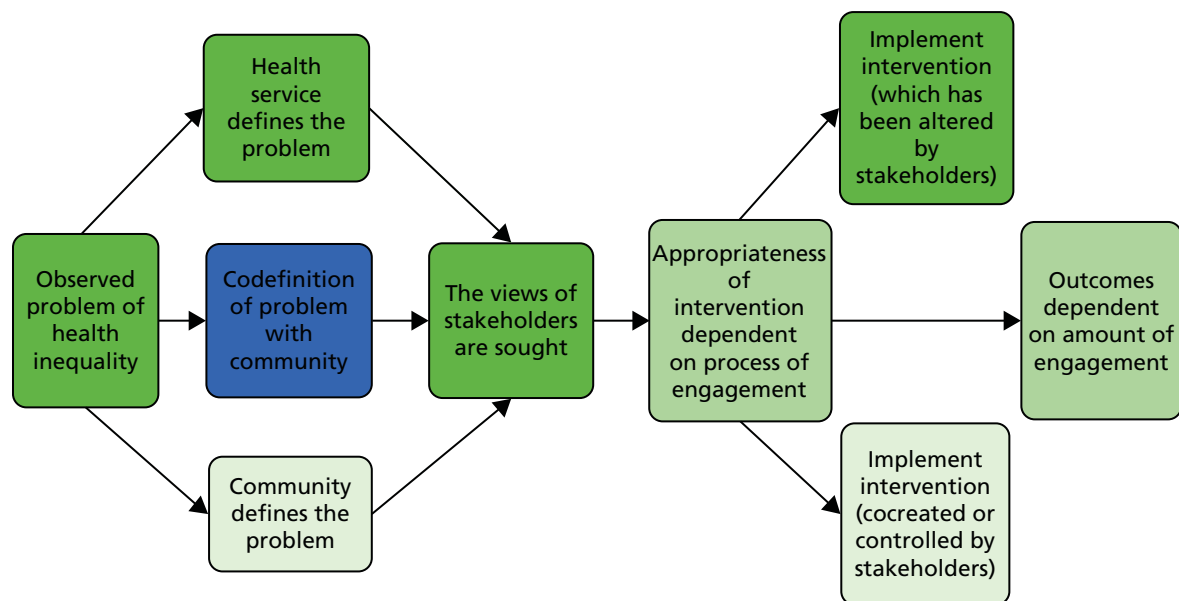 Observed
problem of
health
inequality
Health
service
defines the
problem
Codefinition
of problem
with
community
Community
defines the
problem
The views of
stakeholders
are sought
Appropriateness
of
intervention
dependent
on process of
engagement
Implement
intervention
(which has
been altered
by
stakeholders)
Outcomes
dependent
on amount of
engagement
Implement
intervention
(cocreated or
controlled by
stakeholders)